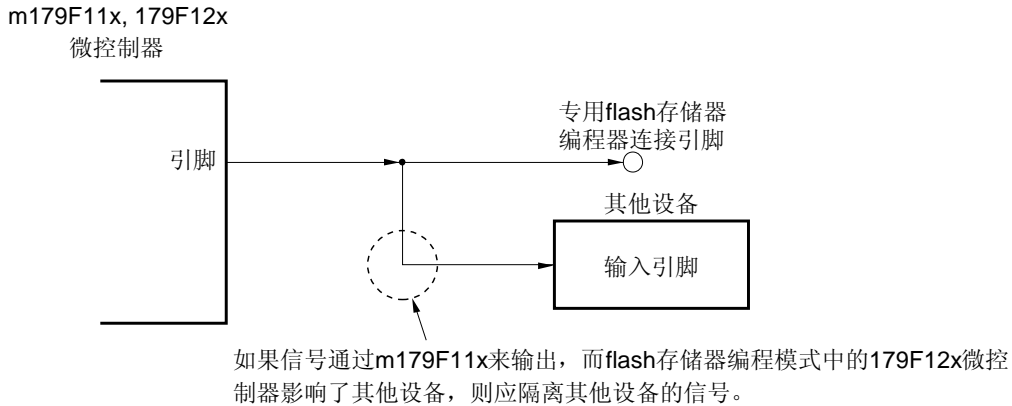 m179F11x, 179F12x
微控制器
引脚
专用flash存储器
编程器连接引脚
其他设备
输入引脚
如果信号通过m179F11x来输出，而flash存储器编程模式中的179F12x微控
制器影响了其他设备，则应隔离其他设备的信号。